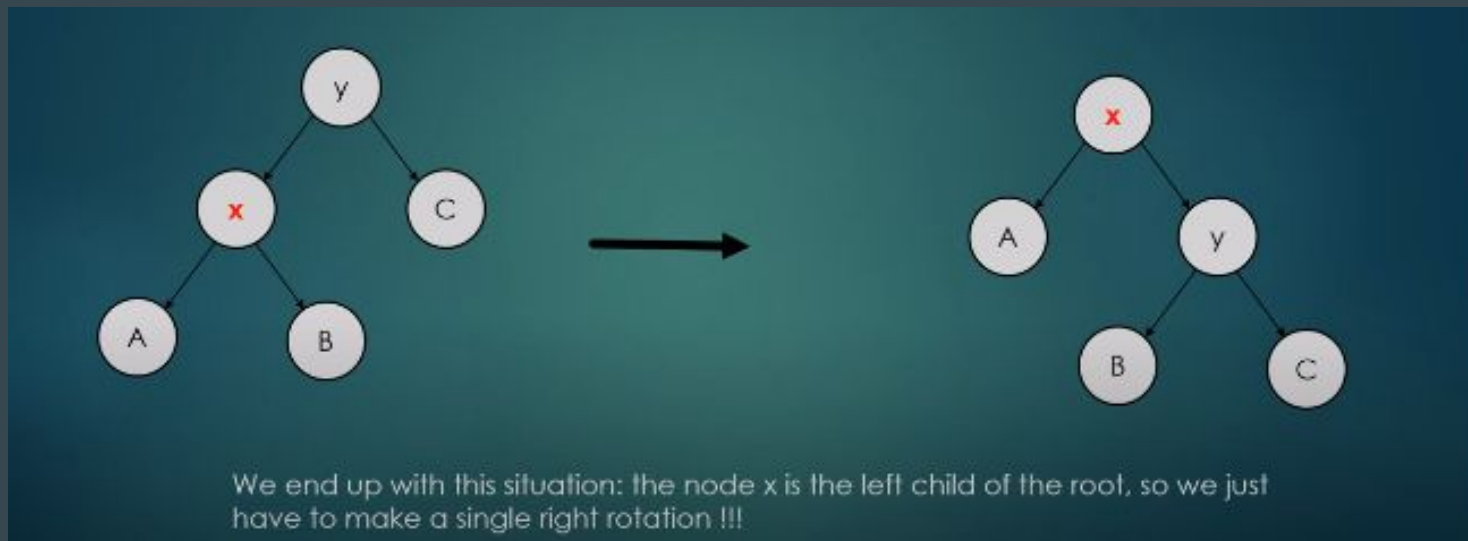 y
x
C
A
B
x
A
y
B
C
We end up with this situation: the node x is the left child of the root, so we just
have to make a single right rotation !!!